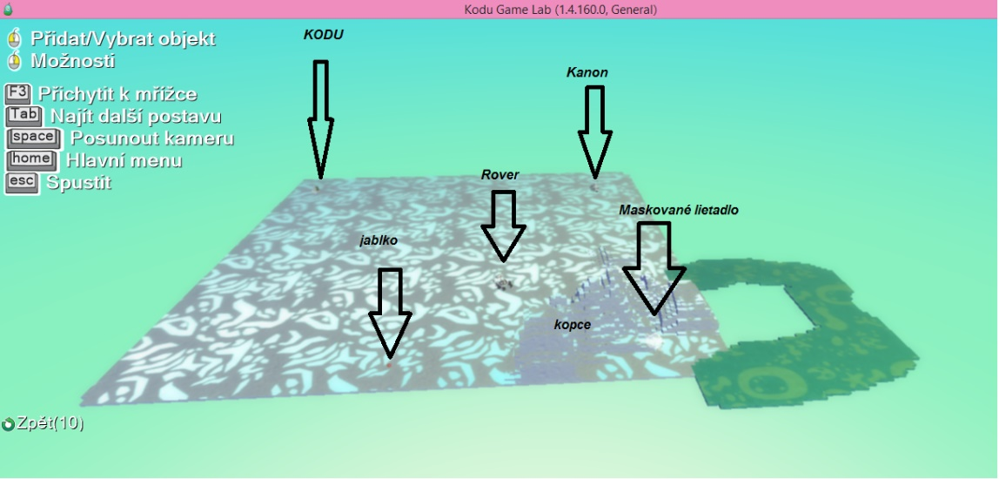 Kodu Game Lab (1.4.160.0, General)
Přidat/Vybrat objekt
Možnosti
F3 Přichytit k mřížce
Tab Najít další postavu
space Posunout kameru
home Hlavní menu
esc Spustit
KODU
Kanon
Rover
Maskované lietadlo
jablko
kopce
Zpět(10)